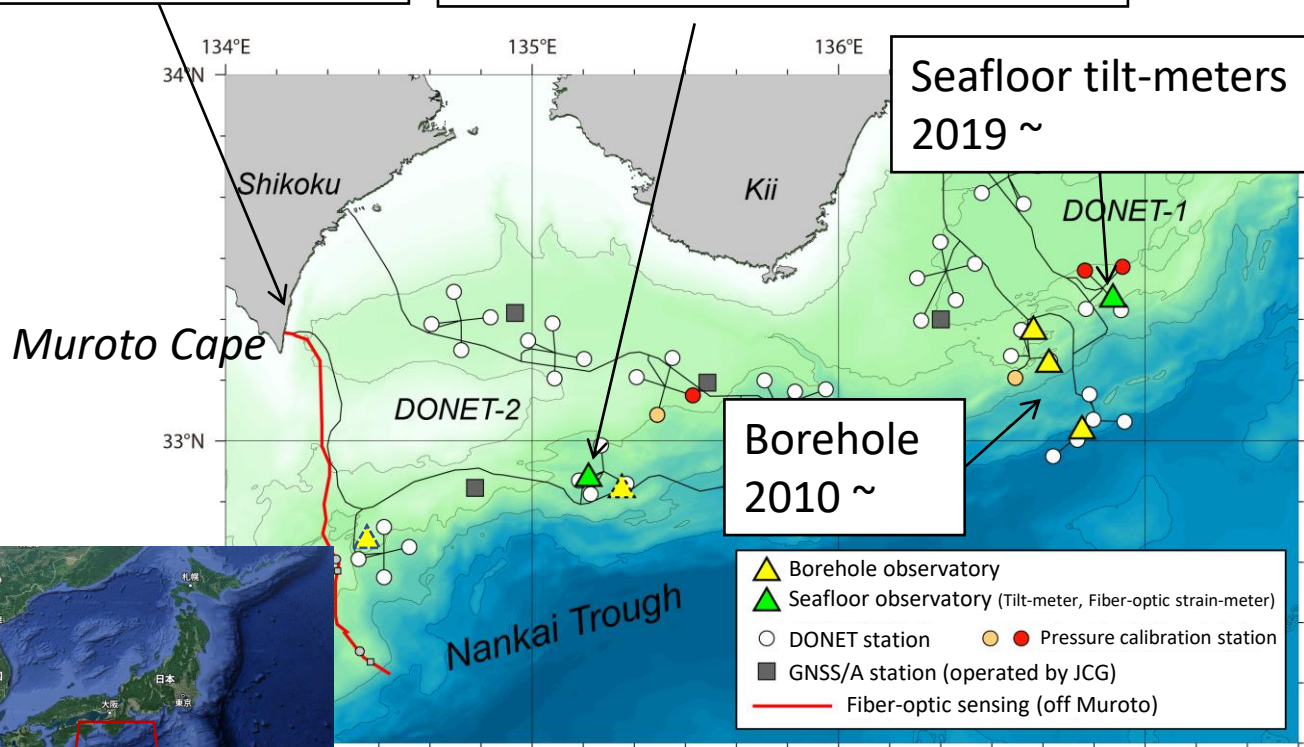 134°E
135°E
136°E
34°N
Seafloor tilt-meters
2019 ~
Shikoku
Kii
DONET-1
Muroto Cape
DONET-2
33°N
Borehole
2010 ~
Nankai Trough
Borehole observatory
Seafloor observatory (Tilt-meter, Fiber-optic strain-meter)
DONET station
Pressure calibration station
GNSS/A station (operated by JCG)
Fiber-optic sensing (off Muroto)
札幌
日本
大阪
東京